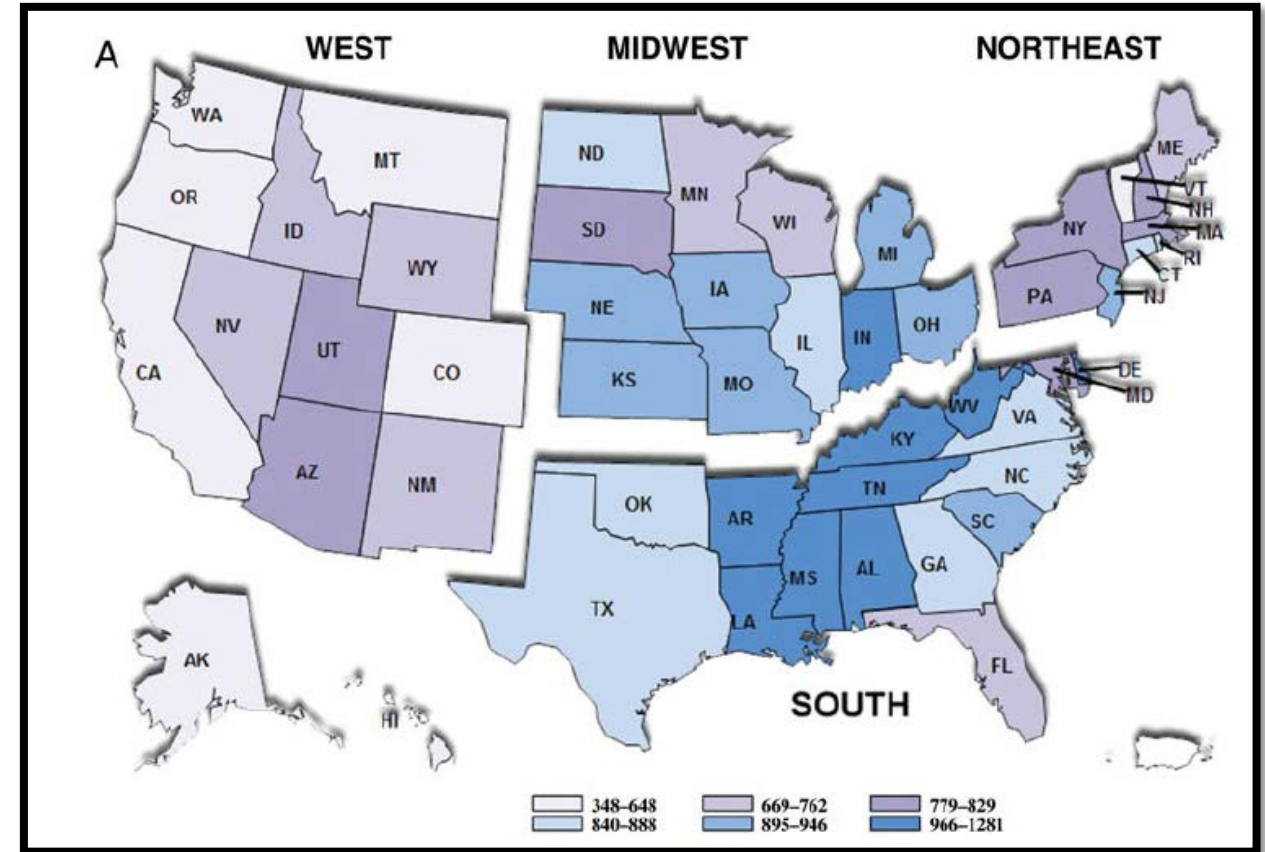 A
WEST
MIDWEST
NORTHEAST
WA
MT
OR
ID
WY
NV
UT
CO
CA
AZ
NM
AK
HI
ND
MN
SD
WI
MI
NE
IA
IL
IN
OH
KS
MO
ME
VT
NH
MA
NY
RI
CT
NJ
PA
DE
MD
WV
VA
KY
NC
TN
OK
AR
SC
MS
AL
GA
TX
LA
FL
SOUTH
348–648
669–762
779–829
840–888
895–946
966–1281